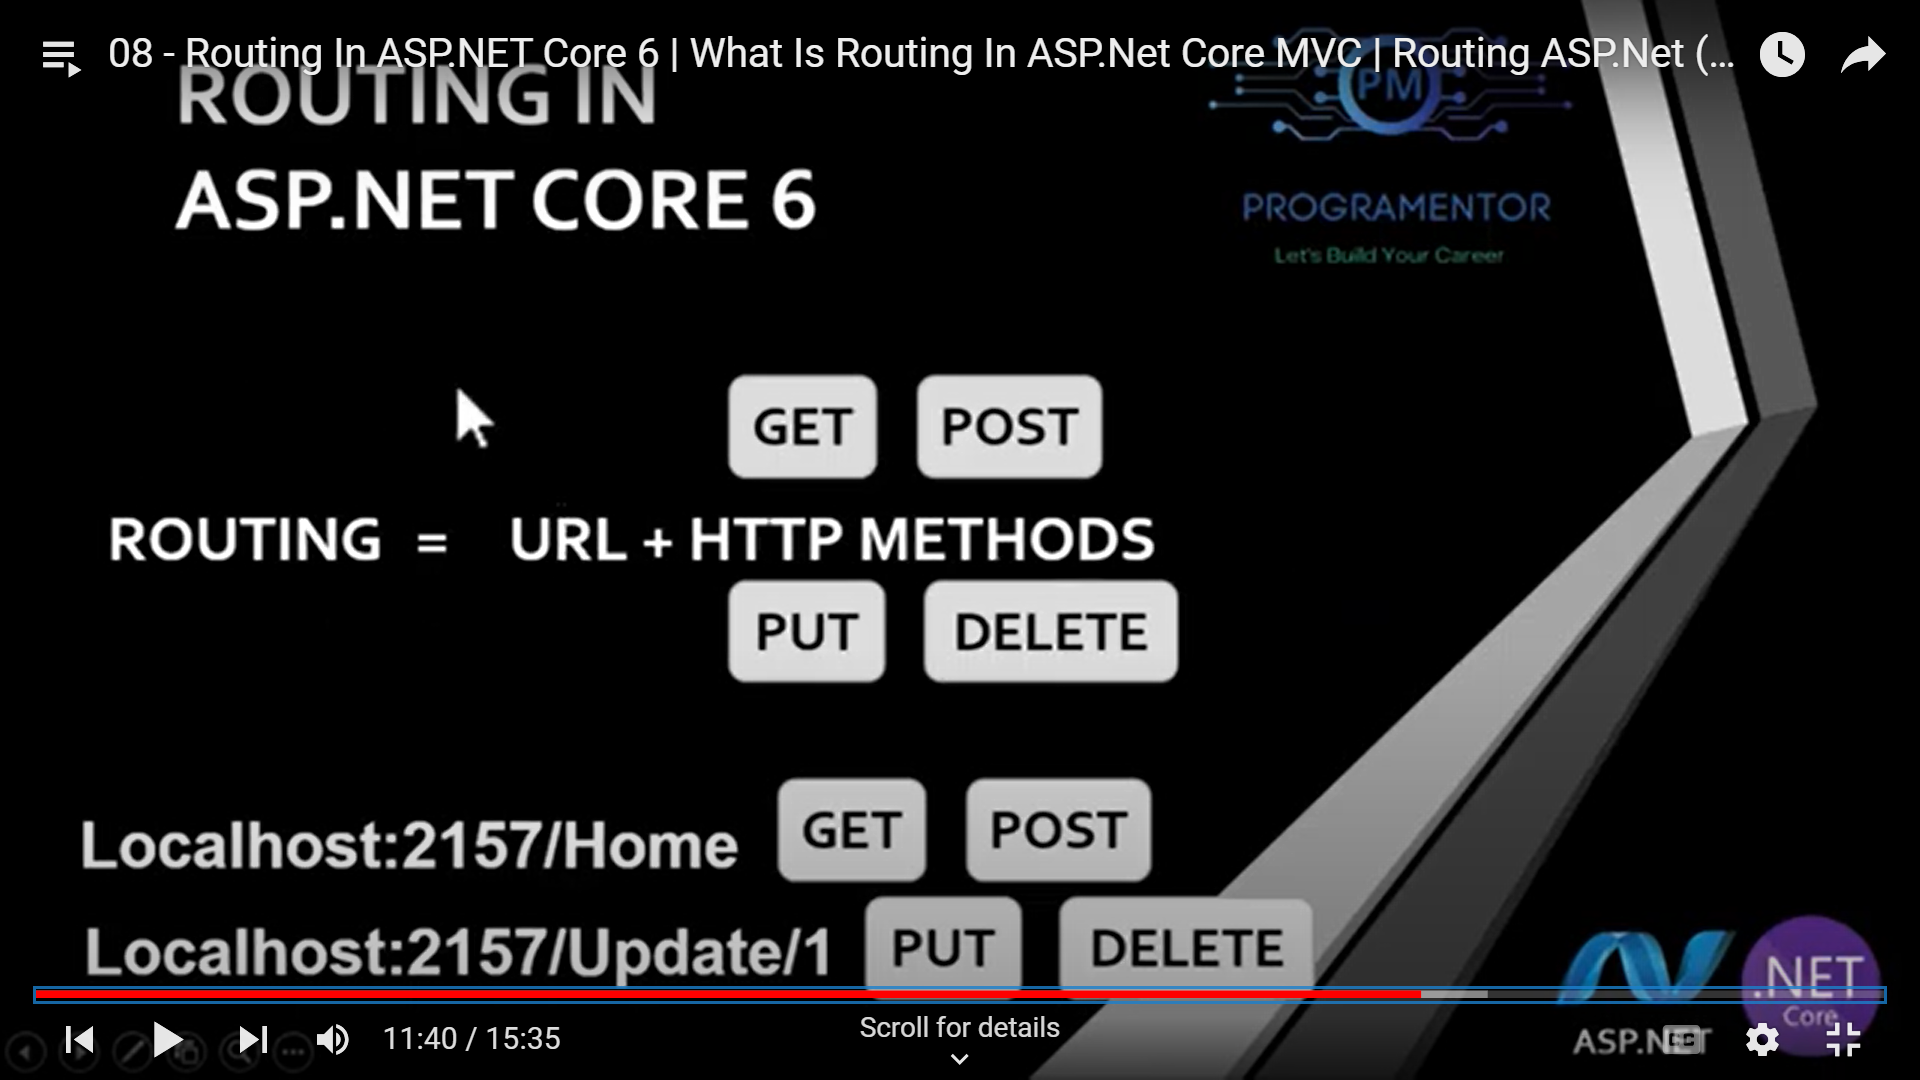 08 - Routing In ASP.NET Core 6 | What Is Routing In ASP.Net Core MVC | Routing ASP.Net (...
ROUTING IN
ASP.NET CORE 6
PM
PROGRAMENTOR
Let's Build Your Career
GET POST
ROUTING = URL + HTTP METHODS
PUT DELETE
Localhost:2157/Home GET POST
Localhost:2157/Update/1 PUT DELETE
.NET
Core
ASP.NET
11:40 / 15:35
Scroll for details